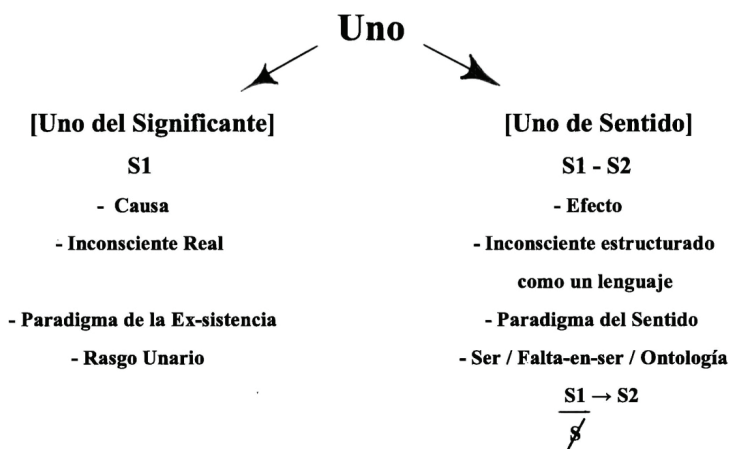 Uno
[Uno del Significante]
S1
- Causa
- Inconsciente Real
- Paradigma de la Ex-sistencia
- Rasgo Unario
[Uno de Sentido]
S1 - S2
- Efecto
- Inconsciente estructurado
como un lenguaje
- Paradigma del Sentido
- Ser / Falta-en-ser / Ontología
S1 → S2
$